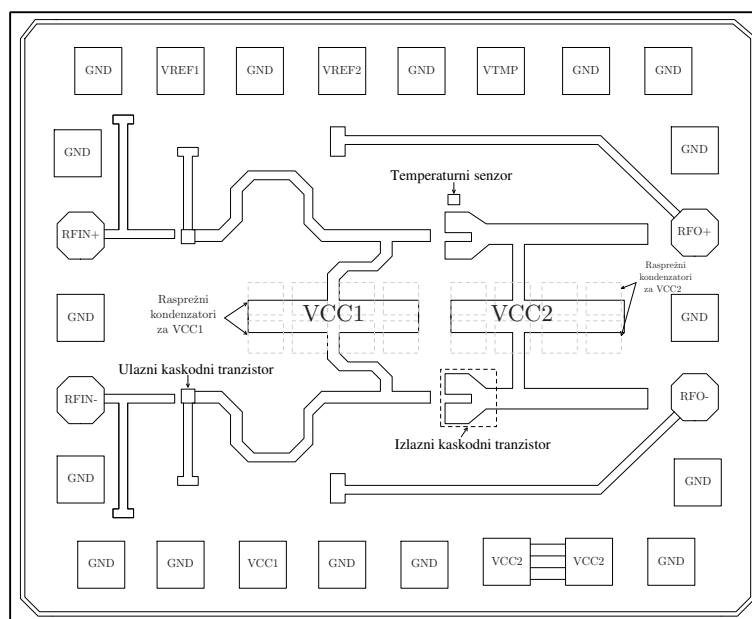 GND
VREF1
GND
VREF2
GND
VTMP
GND
GND
GND
GND
Temperaturni senzor
RFIN+
RFO+
Rasprežni
kondenzatori
za VCC1
VCC1
VCC2
Rasprežni
kondenzatori
za VCC2
GND
GND
Ulazni kaskodni tranzistor
RFIN-
RFO-
Izlazni kaskodni tranzistor
GND
GND
GND
GND
VCC1
GND
GND
VCC2
VCC2
GND